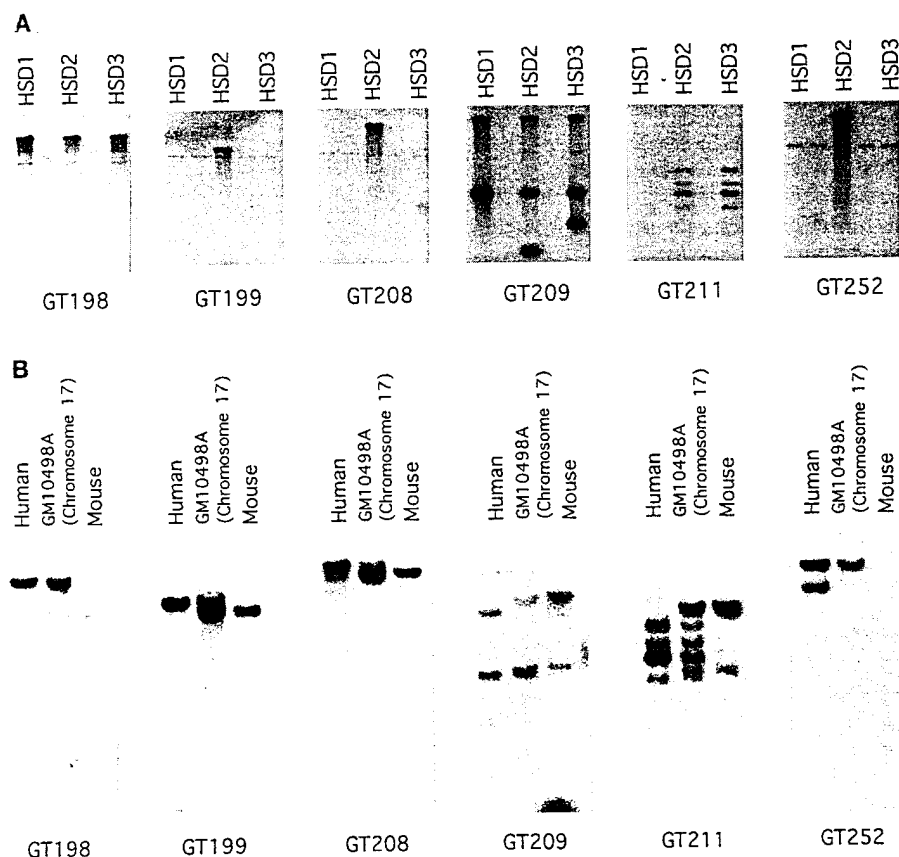 A
HSD1 HSD2 HSD3
HSD1 HSD2 HSD3
HSD1 HSD2 HSD3
HSD1 HSD2 HSD3
HSD1 HSD2 HSD3
HSD1 HSD2 HSD3
GT198 GT199 GT208 GT209 GT211 GT252
B
Human
GM10498A
(Chromosome 17)
Mouse
Human
GM10498A
(Chromosome 17)
Mouse
Human
GM10498A
(Chromosome 17)
Mouse
Human
GM10498A
(Chromosome 17)
Mouse
Human
GM10498A
(Chromosome 17)
Mouse
Human
GM10498A
(Chromosome 17)
Mouse
GT198 GT199 GT208 GT209 GT211 GT252